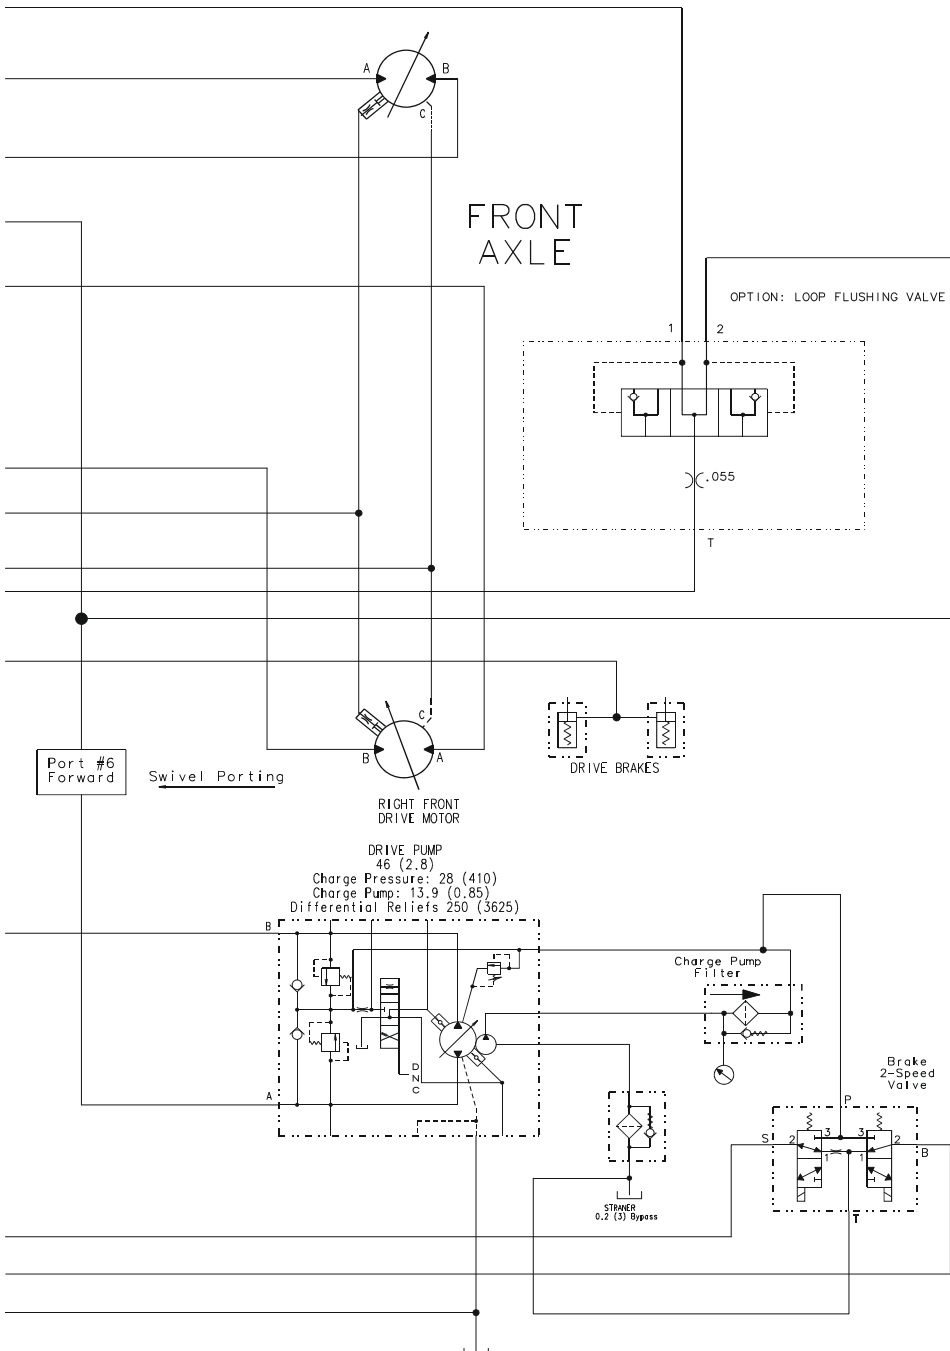 A
B
C
FRONT
AXLE
OPTION: LOOP FLUSHING VALVE
1
2
.055
T
C
B
A
RIGHT FRONT
DRIVE MOTOR
DRIVE BRAKES
Port #6
Forward
Swivel Porting
DRIVE PUMP
46 (2.8)
Charge Pressure: 28 (410)
Charge Pump: 13.9 (0.85)
Differential Reliefs 250 (3625)
B
A
D
N
C
Charge Pump
Filter
Brake
2-Speed
Valve
P
S
2
3
3
2
1
1
B
T
STRANER
0.2 (3) Bypass